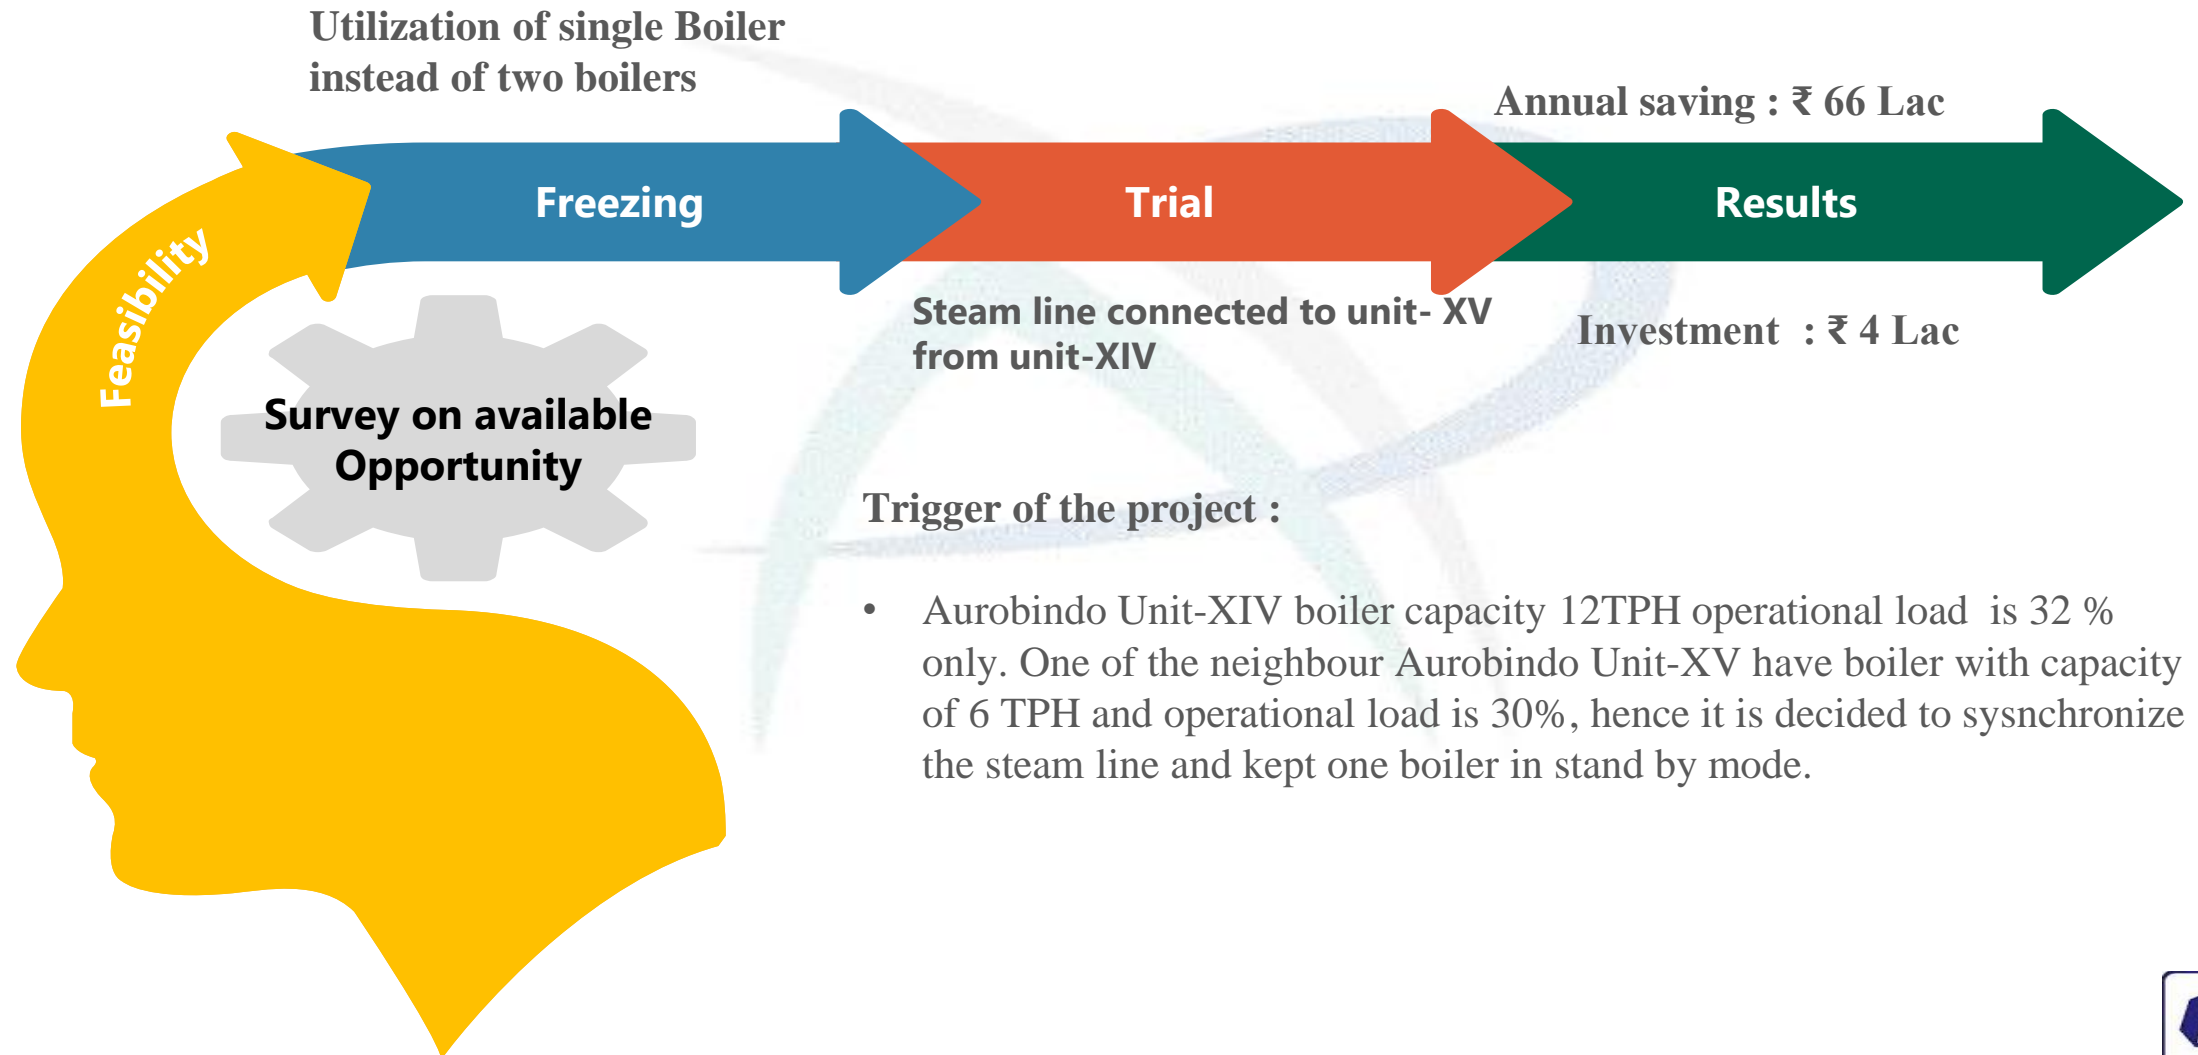 Utilization of single Boiler
instead of two boilers
Annual saving : ₹ 66 Lac
Feasibility
Freezing
Trial
Results
Steam line connected to unit- XV
from unit-XIV
Investment : ₹ 4 Lac
Survey on available
Opportunity
Trigger of the project :
• Aurobindo Unit-XIV boiler capacity 12TPH operational load is 32 %
only. One of the neighbour Aurobindo Unit-XV have boiler with capacity
of 6 TPH and operational load is 30%, hence it is decided to sysnchronize
the steam line and kept one boiler in stand by mode.